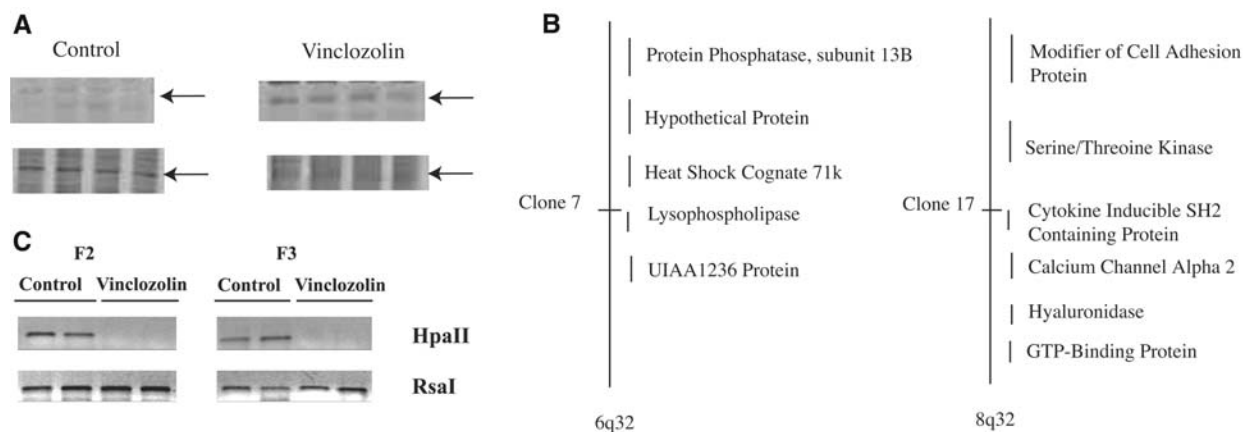 A
Control
Vinclozolin
B
Protein Phosphatase, subunit 13B
Hypothetical Protein
Heat Shock Cognate 71k
Clone 7
Lysophospholipase
UIAA1236 Protein
6q32
Modifier of Cell Adhesion
Protein
Serine/Threoine Kinase
Clone 17
Cytokine Inducible SH2
Containing Protein
Calcium Channel Alpha 2
Hyaluronidase
GTP-Binding Protein
8q32
C
F2
F3
Control Vinclozolin
Control Vinclozolin
HpaII
RsaI